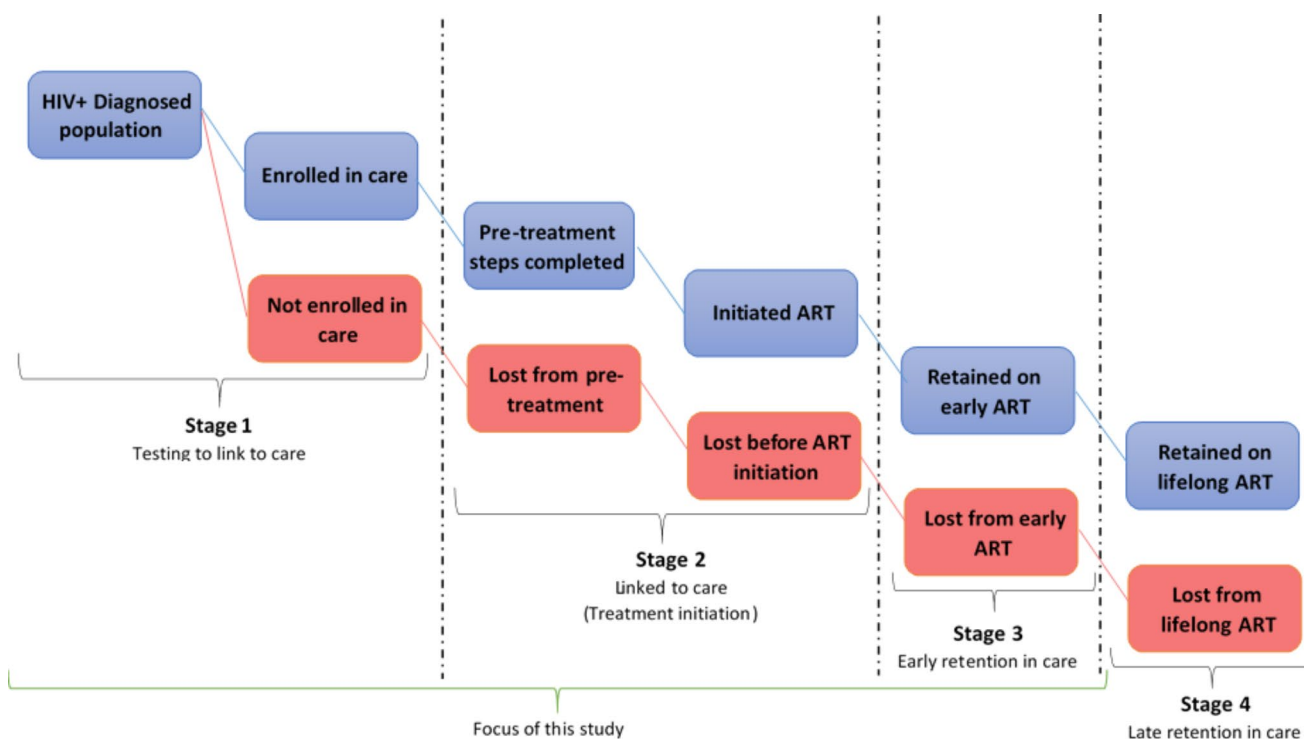 HIV+ Diagnosed
population
Enrolled in care
Not enrolled in
care
Stage 1
Testing to link to care
Pre-treatment
steps completed
Initiated ART
Lost from pre-
treatment
Lost before ART
initiation
Stage 2
Linked to care
(Treatment initiation)
Retained on
early ART
Lost from early
ART
Stage 3
Early retention in care
Retained on
lifelong ART
Lost from
lifelong ART
Stage 4
Late retention in care
Focus of this study